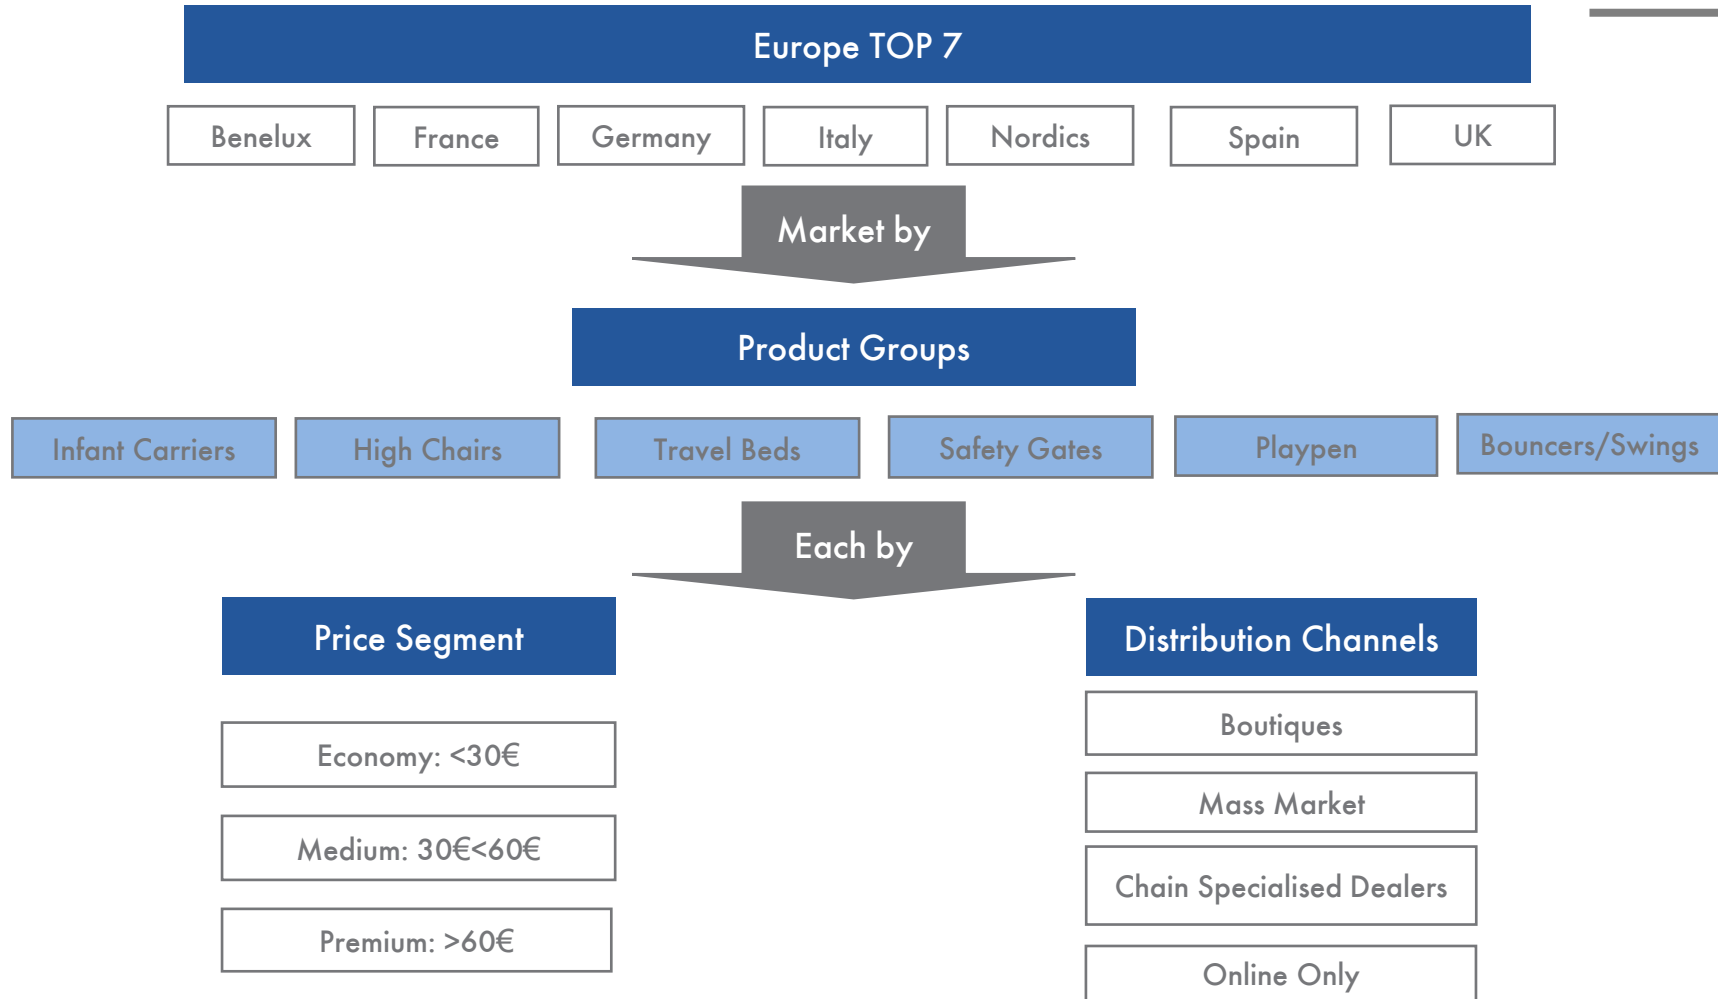 Europe TOP 7
Benelux
France
Germany
Italy
Nordics
Spain
UK
Market by
Product Groups
Infant Carriers
High Chairs
Travel Beds
Safety Gates
Playpen
Bouncers/Swings
Each by
Price Segment
Economy: <30€
Medium: 30€<60€
Premium: >60€
Distribution Channels
Boutiques
Mass Market
Chain Specialised Dealers
Online Only